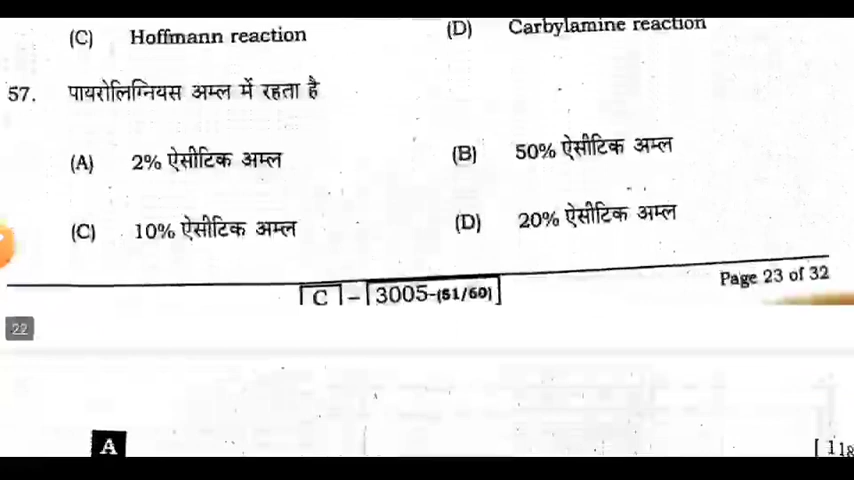 (C) Hoffmann reaction (D) Carbylamine reaction
57. पायरोलिग्नियस अम्ल में रहता है
(A) 2% ऐसीटिक अम्ल (B) 50% ऐसीटिक अम्ल
(C) 10% ऐसीटिक अम्ल (D) 20% ऐसीटिक अम्ल
C - 3005-(51/60) Page 23 of 32
22
A